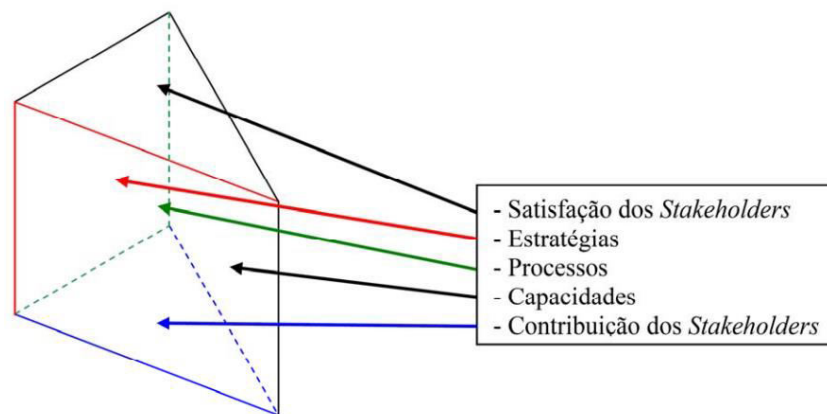 - Satisfação dos Stakeholders
- Estratégias
- Processos
- Capacidades
- Contribuição dos Stakeholders